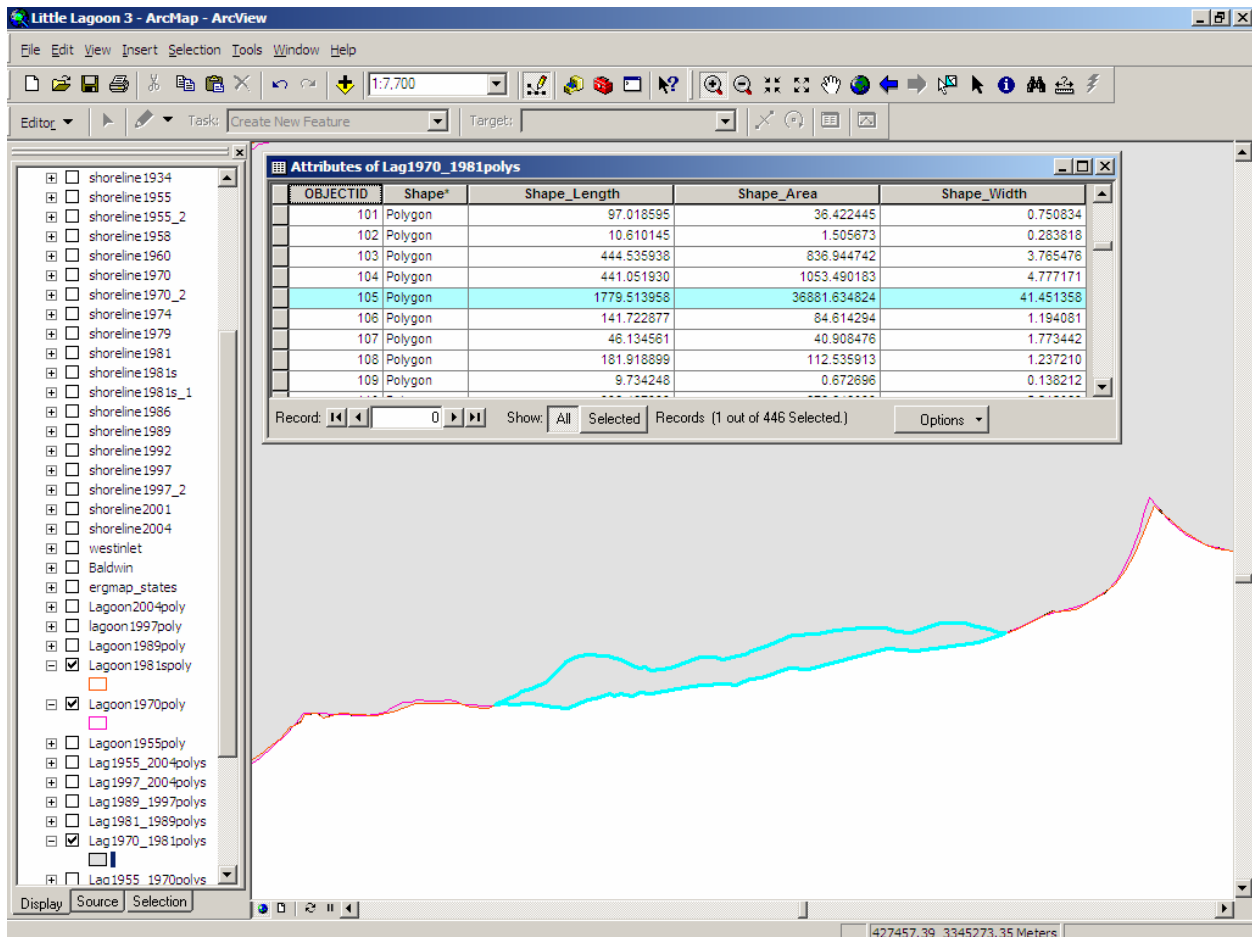 Little Lagoon 3 - ArcMap - ArcView
File Edit View Insert Selection Tools Window Help
1:7,700
Editor Task: Create New Feature Target:
shoreline1934
shoreline1955
shoreline1955_2
shoreline1958
shoreline1960
shoreline1970
shoreline1970_2
shoreline1974
shoreline1979
shoreline1981
shoreline1981s
shoreline1981s_1
shoreline1986
shoreline1989
shoreline1992
shoreline1997
shoreline1997_2
shoreline2001
shoreline2004
westinlet
Baldwin
ergmap_states
Lagoon2004poly
lagoon1997poly
Lagoon1989poly
Lagoon1981spoly
Lagoon1970poly
Lagoon1955poly
Lag1955_2004polys
Lag1997_2004polys
Lag1989_1997polys
Lag1981_1989polys
Lag1970_1981polys
Lag1955_1970polys
Display Source Selection
Attributes of Lag1970_1981polys
OBJECTID Shape* Shape_Length Shape_Area Shape_Width
101 Polygon 97.018595 36.422445 0.750834
102 Polygon 10.610145 1.505673 0.283818
103 Polygon 444.535938 836.944742 3.765476
104 Polygon 441.051930 1053.490183 4.777171
105 Polygon 1779.513958 36881.634824 41.451358
106 Polygon 141.722877 84.614294 1.194081
107 Polygon 46.134561 40.908476 1.773442
108 Polygon 181.918899 112.535913 1.237210
109 Polygon 9.734248 0.672696 0.138212
Record: 0 Show: All Selected Records (1 out of 446 Selected.) Options
427457.39 3345273.35 Meters